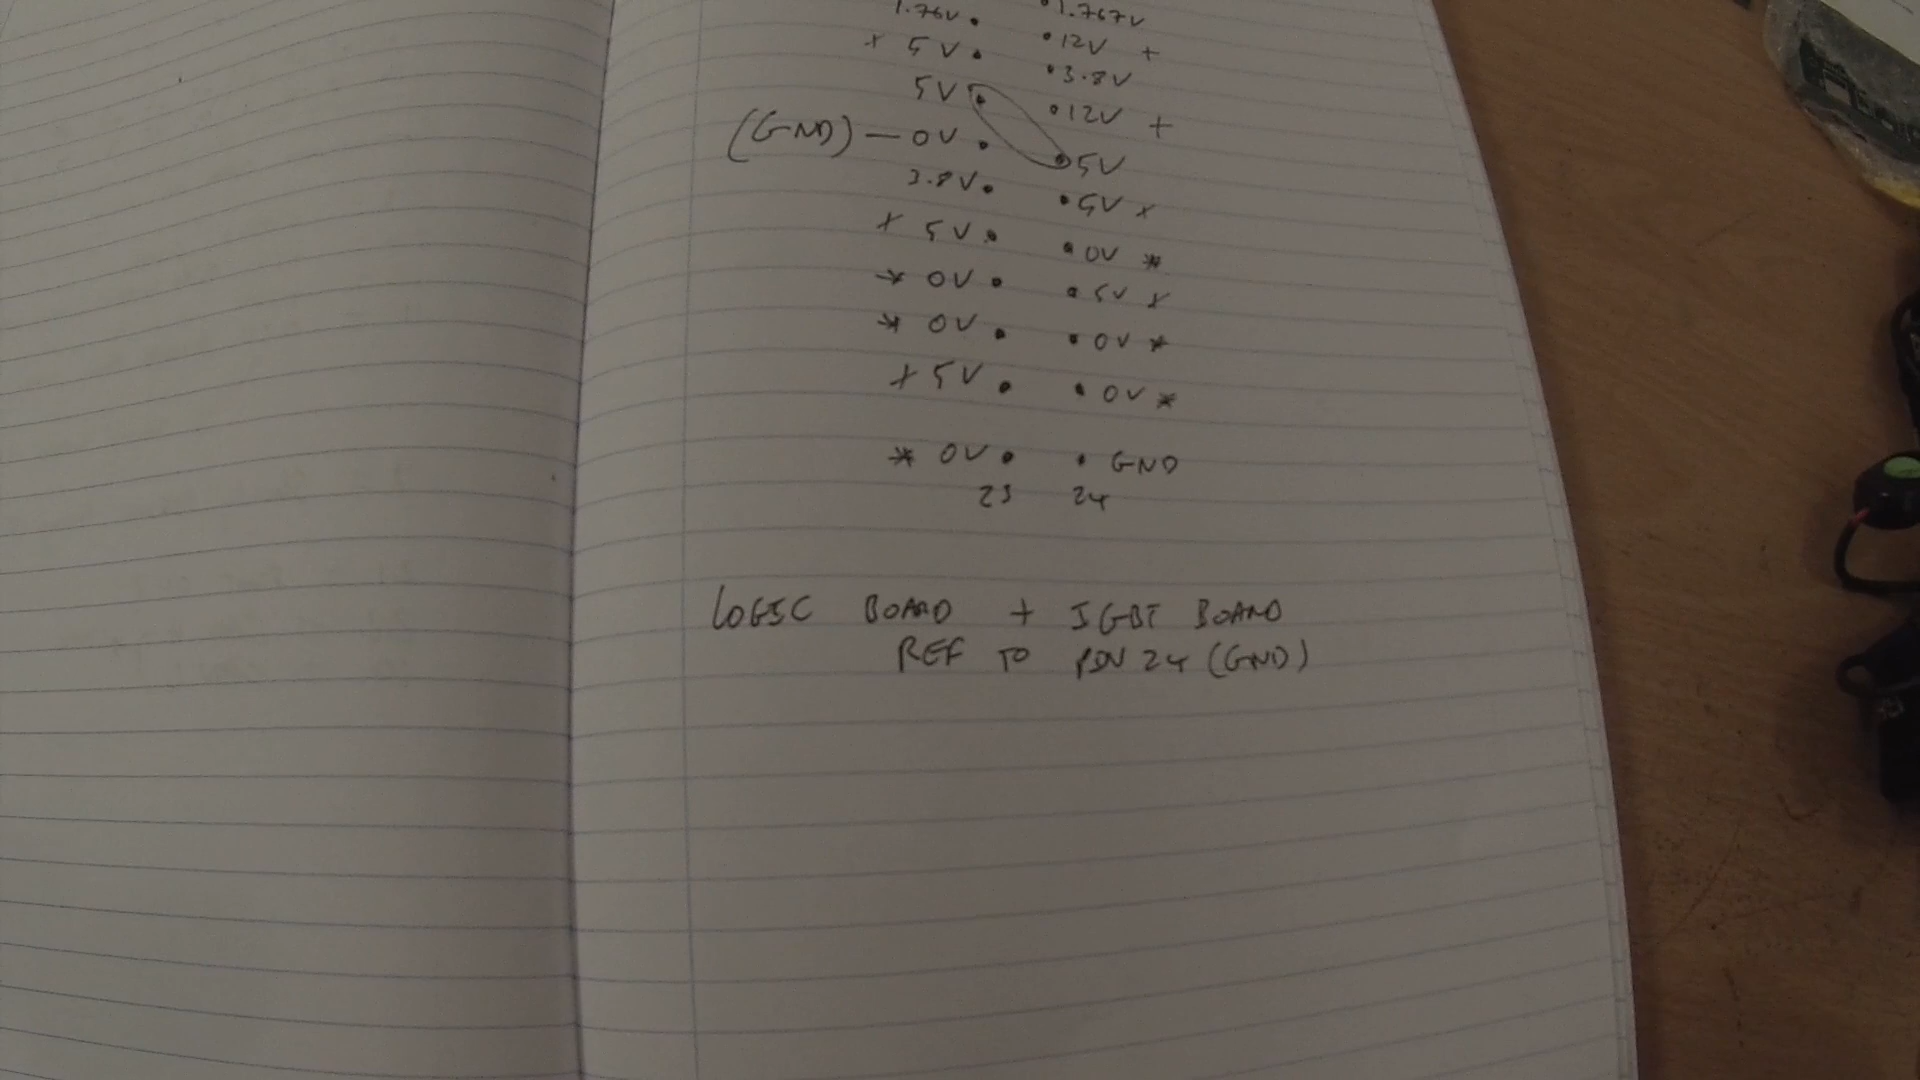 1.76V. •1.767V
+ 5V. •12V +
5V • •3.8V
(GND) — 0V . •12V +
3.8V. •5V
+ 5V. •5V +
* 0V • •0V *
* 0V . •5V +
+ 5V . •0V *
•0V *
* 0V • • GND
23 24
LOGIC BOARD + IGBT BOARD
REF TO PIN 24 (GND)